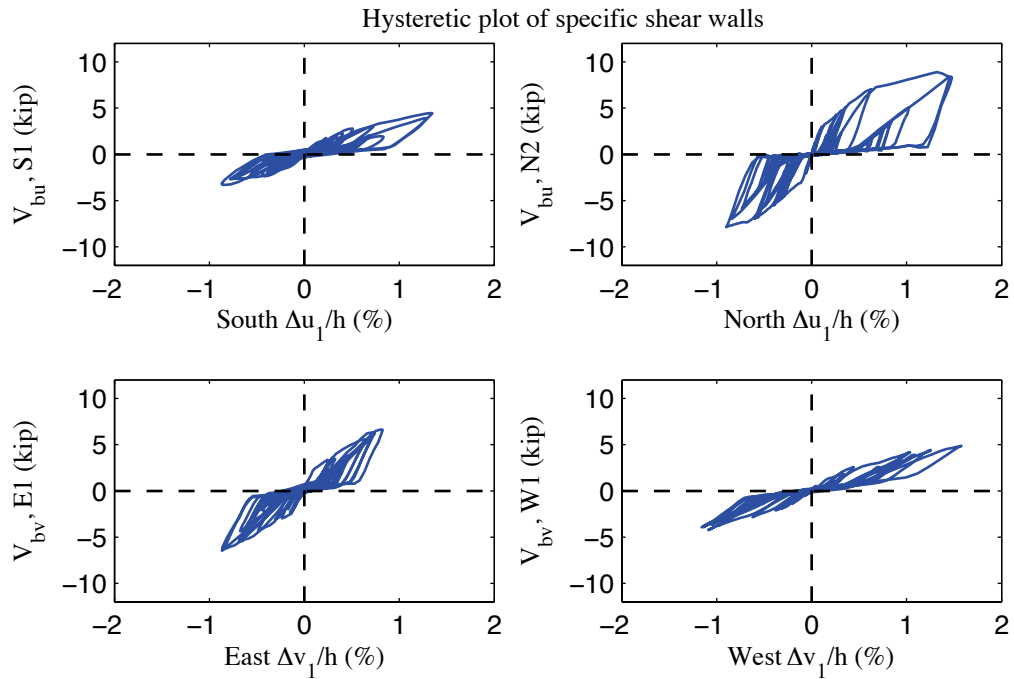 Hysteretic plot of specific shear walls
10
5
0
−5
−10
V_bu, S1 (kip)
−2 −1 0 1 2
South Δu_1/h (%)
10
5
0
−5
−10
V_bu, N2 (kip)
−2 −1 0 1 2
North Δu_1/h (%)
10
5
0
−5
−10
V_bv, E1 (kip)
−2 −1 0 1 2
East Δv_1/h (%)
10
5
0
−5
−10
V_bv, W1 (kip)
−2 −1 0 1 2
West Δv_1/h (%)